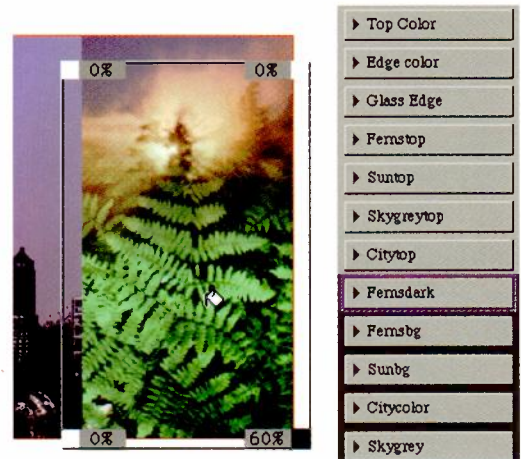 0% 0%
0% 60%
Top Color
Edge color
Glass Edge
Fernstop
Suntop
Skygreytop
Citytop
Fernsdark
Fernsbg
Sunbg
Citycolor
Skygrey